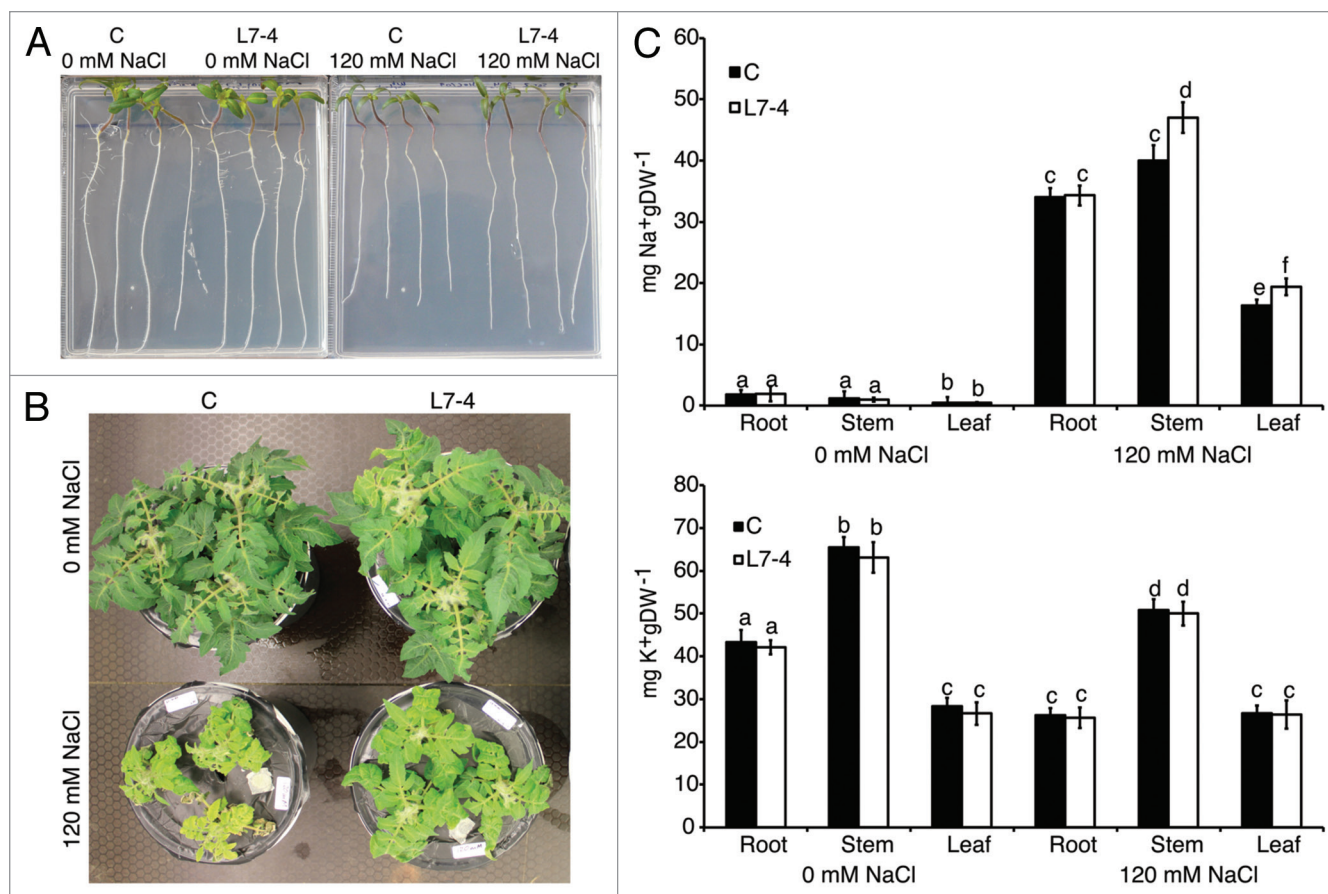 A
C L7-4 C L7-4
0 mM NaCl 0 mM NaCl 120 mM NaCl 120 mM NaCl
B
C L7-4
0 mM NaCl
120 mM NaCl
C
60
50
40
30
20
10
0
mg Na+gDW-1
C
L7-4
a a a a b b c c c d e f
Root Stem Leaf Root Stem Leaf
0 mM NaCl 120 mM NaCl
80
70
60
50
40
30
20
10
0
mg K+gDW-1
C
L7-4
a a b b c c c c d d c c
Root Stem Leaf Root Stem Leaf
0 mM NaCl 120 mM NaCl